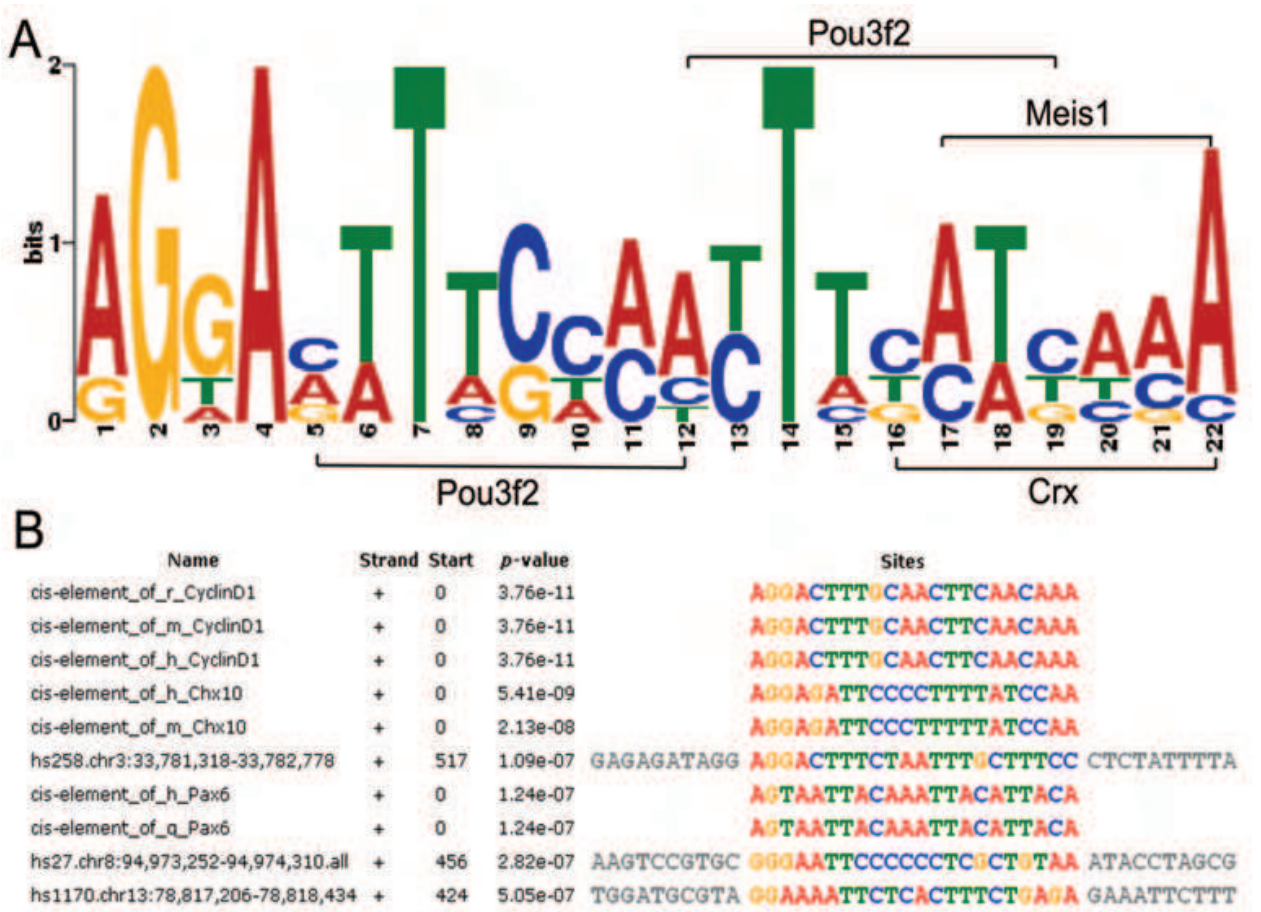 A
Pou3f2
2
Meis1
bits
1
0
1 2 3 4 5 6 7 8 9 10 11 12 13 14 15 16 17 18 19 20 21 22
Pou3f2
Crx
B
Name Strand Start p-value Sites
cis-element_of_r_CyclinD1 + 0 3.76e-11 AGGACTTTGCAACTTCAACAAA
cis-element_of_m_CyclinD1 + 0 3.76e-11 AGGACTTTGCAACTTCAACAAA
cis-element_of_h_CyclinD1 + 0 3.76e-11 AGGACTTTGCAACTTCAACAAA
cis-element_of_h_Chx10 + 0 5.41e-09 AGGAGATTCCCCTTTTATCCAA
cis-element_of_m_Chx10 + 0 2.13e-08 AGGAGATTCCCTTTTTATCCAA
hs258.chr3:33,781,318-33,782,778 + 517 1.09e-07 GAGAGATAGG AGGACTTTCTAATTTGCTTTCC CTCTATTTTA
cis-element_of_h_Pax6 + 0 1.24e-07 AGTAATTACAAATTACATTACA
cis-element_of_q_Pax6 + 0 1.24e-07 AGTAATTACAAATTACATTACA
hs27.chr8:94,973,252-94,974,310.all + 456 2.82e-07 AAGTCCGTGC GGGAATTCCCCCCTCGCTGTAA ATACCTAGCG
hs1170.chr13:78,817,206-78,818,434 + 424 5.05e-07 TGGATGCGTA GGAAAATTCTCACTTTCTGAGA GAAATTCTTT